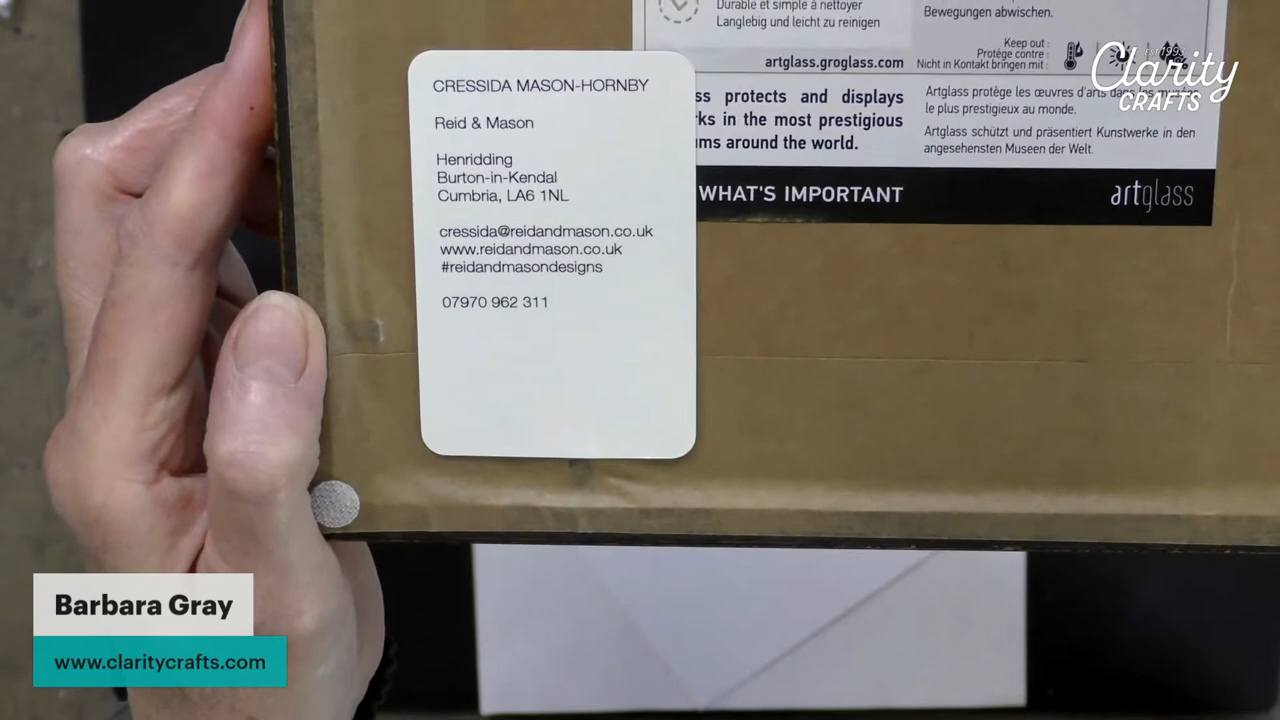 Durable et simple à nettoyer
Langlebig und leicht zu reinigen
Bewegungen abwischen.
artglass.groglass.com
Keep out :
Protège contre :
Nicht in Kontakt bringen mit :
ss protects and displays
rks in the most prestigious
ms around the world.
Artglass protège les œuvres d'arts dans les musées
le plus prestigieux au monde.
Artglass schützt und präsentiert Kunstwerke in den
angesehensten Museen der Welt.
WHAT'S IMPORTANT
artglass
Est 1993
Clarity
CRAFTS
CRESSIDA MASON-HORNBY
Reid & Mason
Henridding
Burton-in-Kendal
Cumbria, LA6 1NL
cressida@reidandmason.co.uk
www.reidandmason.co.uk
#reidandmasondesigns
07970 962 311
Barbara Gray
www.claritycrafts.com